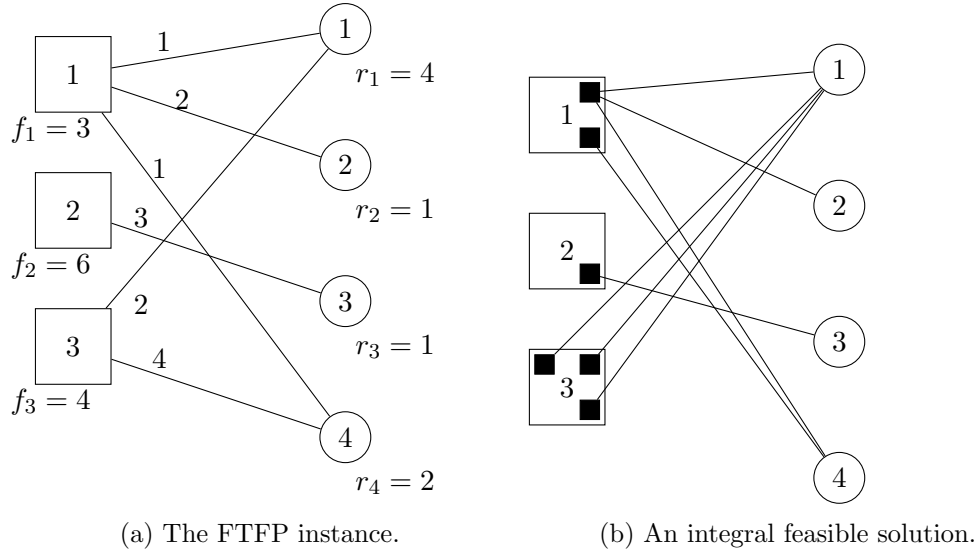 1
1
1
r₁ = 4
f₁ = 3
2
1
2
r₂ = 1
2
f₂ = 6
3
3
r₃ = 1
3
f₃ = 4
2
4
4
r₄ = 2
(a) The FTFP instance.
1
1
2
2
3
3
4
(b) An integral feasible solution.